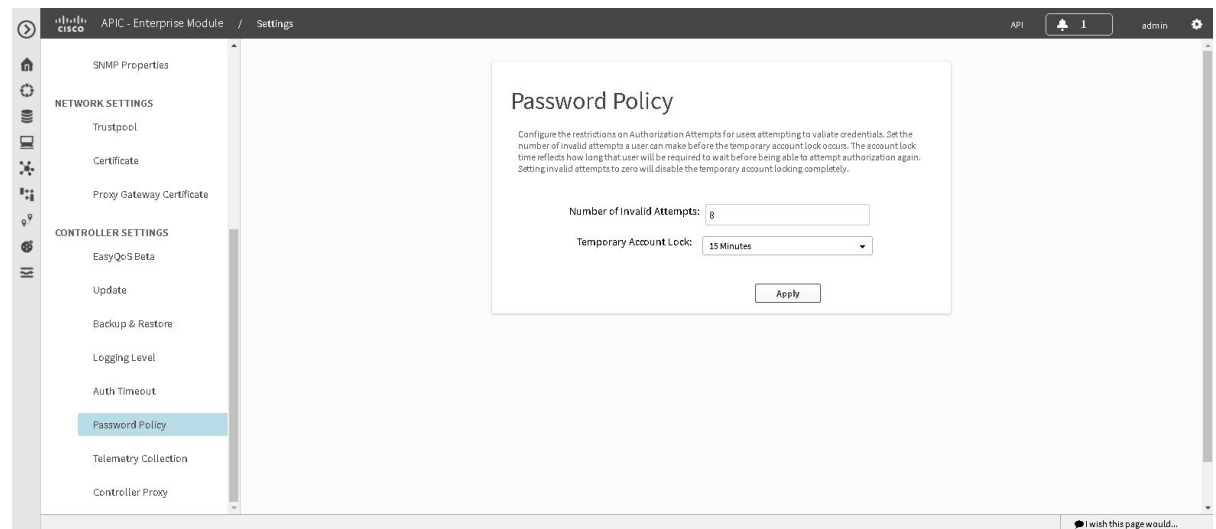 cisco APIC - Enterprise Module / Settings API 1 admin
SNMP Properties
NETWORK SETTINGS
Trustpool
Certificate
Proxy Gateway Certificate
CONTROLLER SETTINGS
EasyQoS Beta
Update
Backup & Restore
Logging Level
Auth Timeout
Password Policy
Telemetry Collection
Controller Proxy
Password Policy
Configure the restrictions on Authorization Attempts for users attempting to valiate credentials. Set the
number of invalid attempts a user can make before the temporary account lock occurs. The account lock
time reflects how long that user will be required to wait before being able to attempt authorization again.
Setting invalid attempts to zero will disable the temporary account locking completely.
Number of Invalid Attempts: 8
Temporary Account Lock: 15 Minutes
Apply
I wish this page would...